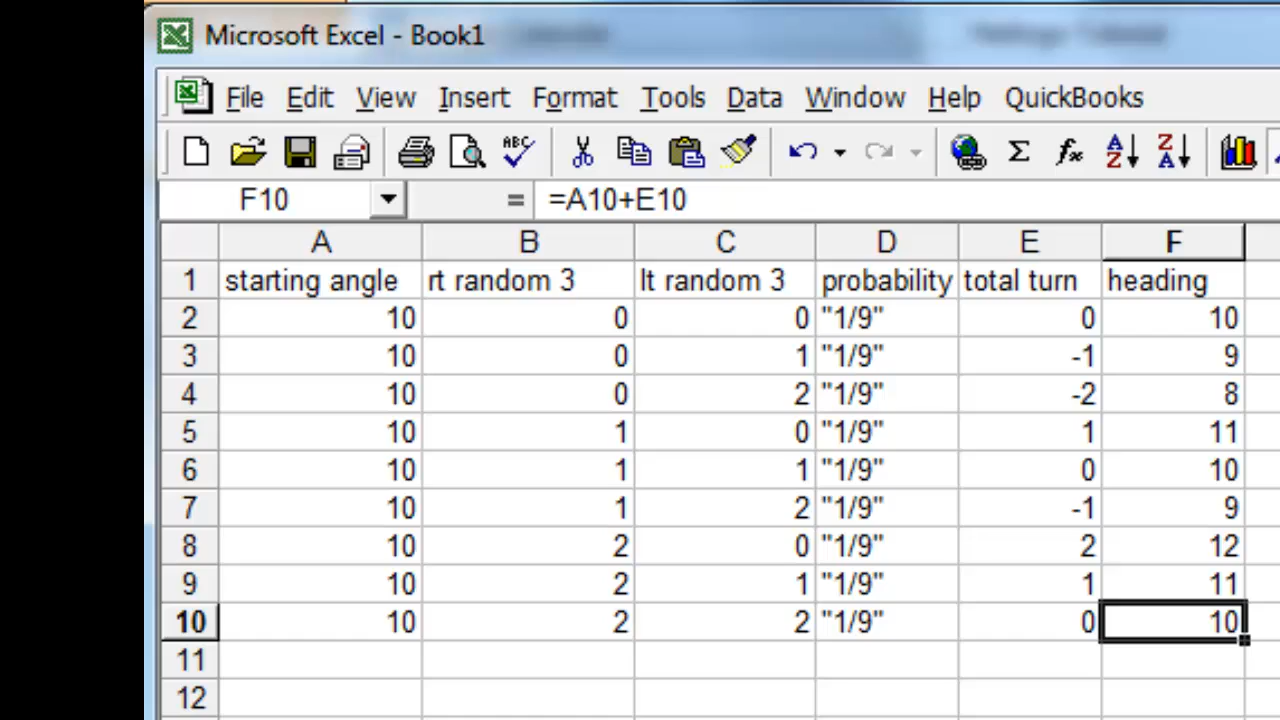 Microsoft Excel - Book1
File Edit View Insert Format Tools Data Window Help QuickBooks
ABC Σ fx A Z Z A
F10 = =A10+E10
A B C D E F
1 starting angle rt random 3 lt random 3 probability total turn heading
2 10 0 0 "1/9" 0 10
3 10 0 1 "1/9" -1 9
4 10 0 2 "1/9" -2 8
5 10 1 0 "1/9" 1 11
6 10 1 1 "1/9" 0 10
7 10 1 2 "1/9" -1 9
8 10 2 0 "1/9" 2 12
9 10 2 1 "1/9" 1 11
10 10 2 2 "1/9" 0 10
11
12